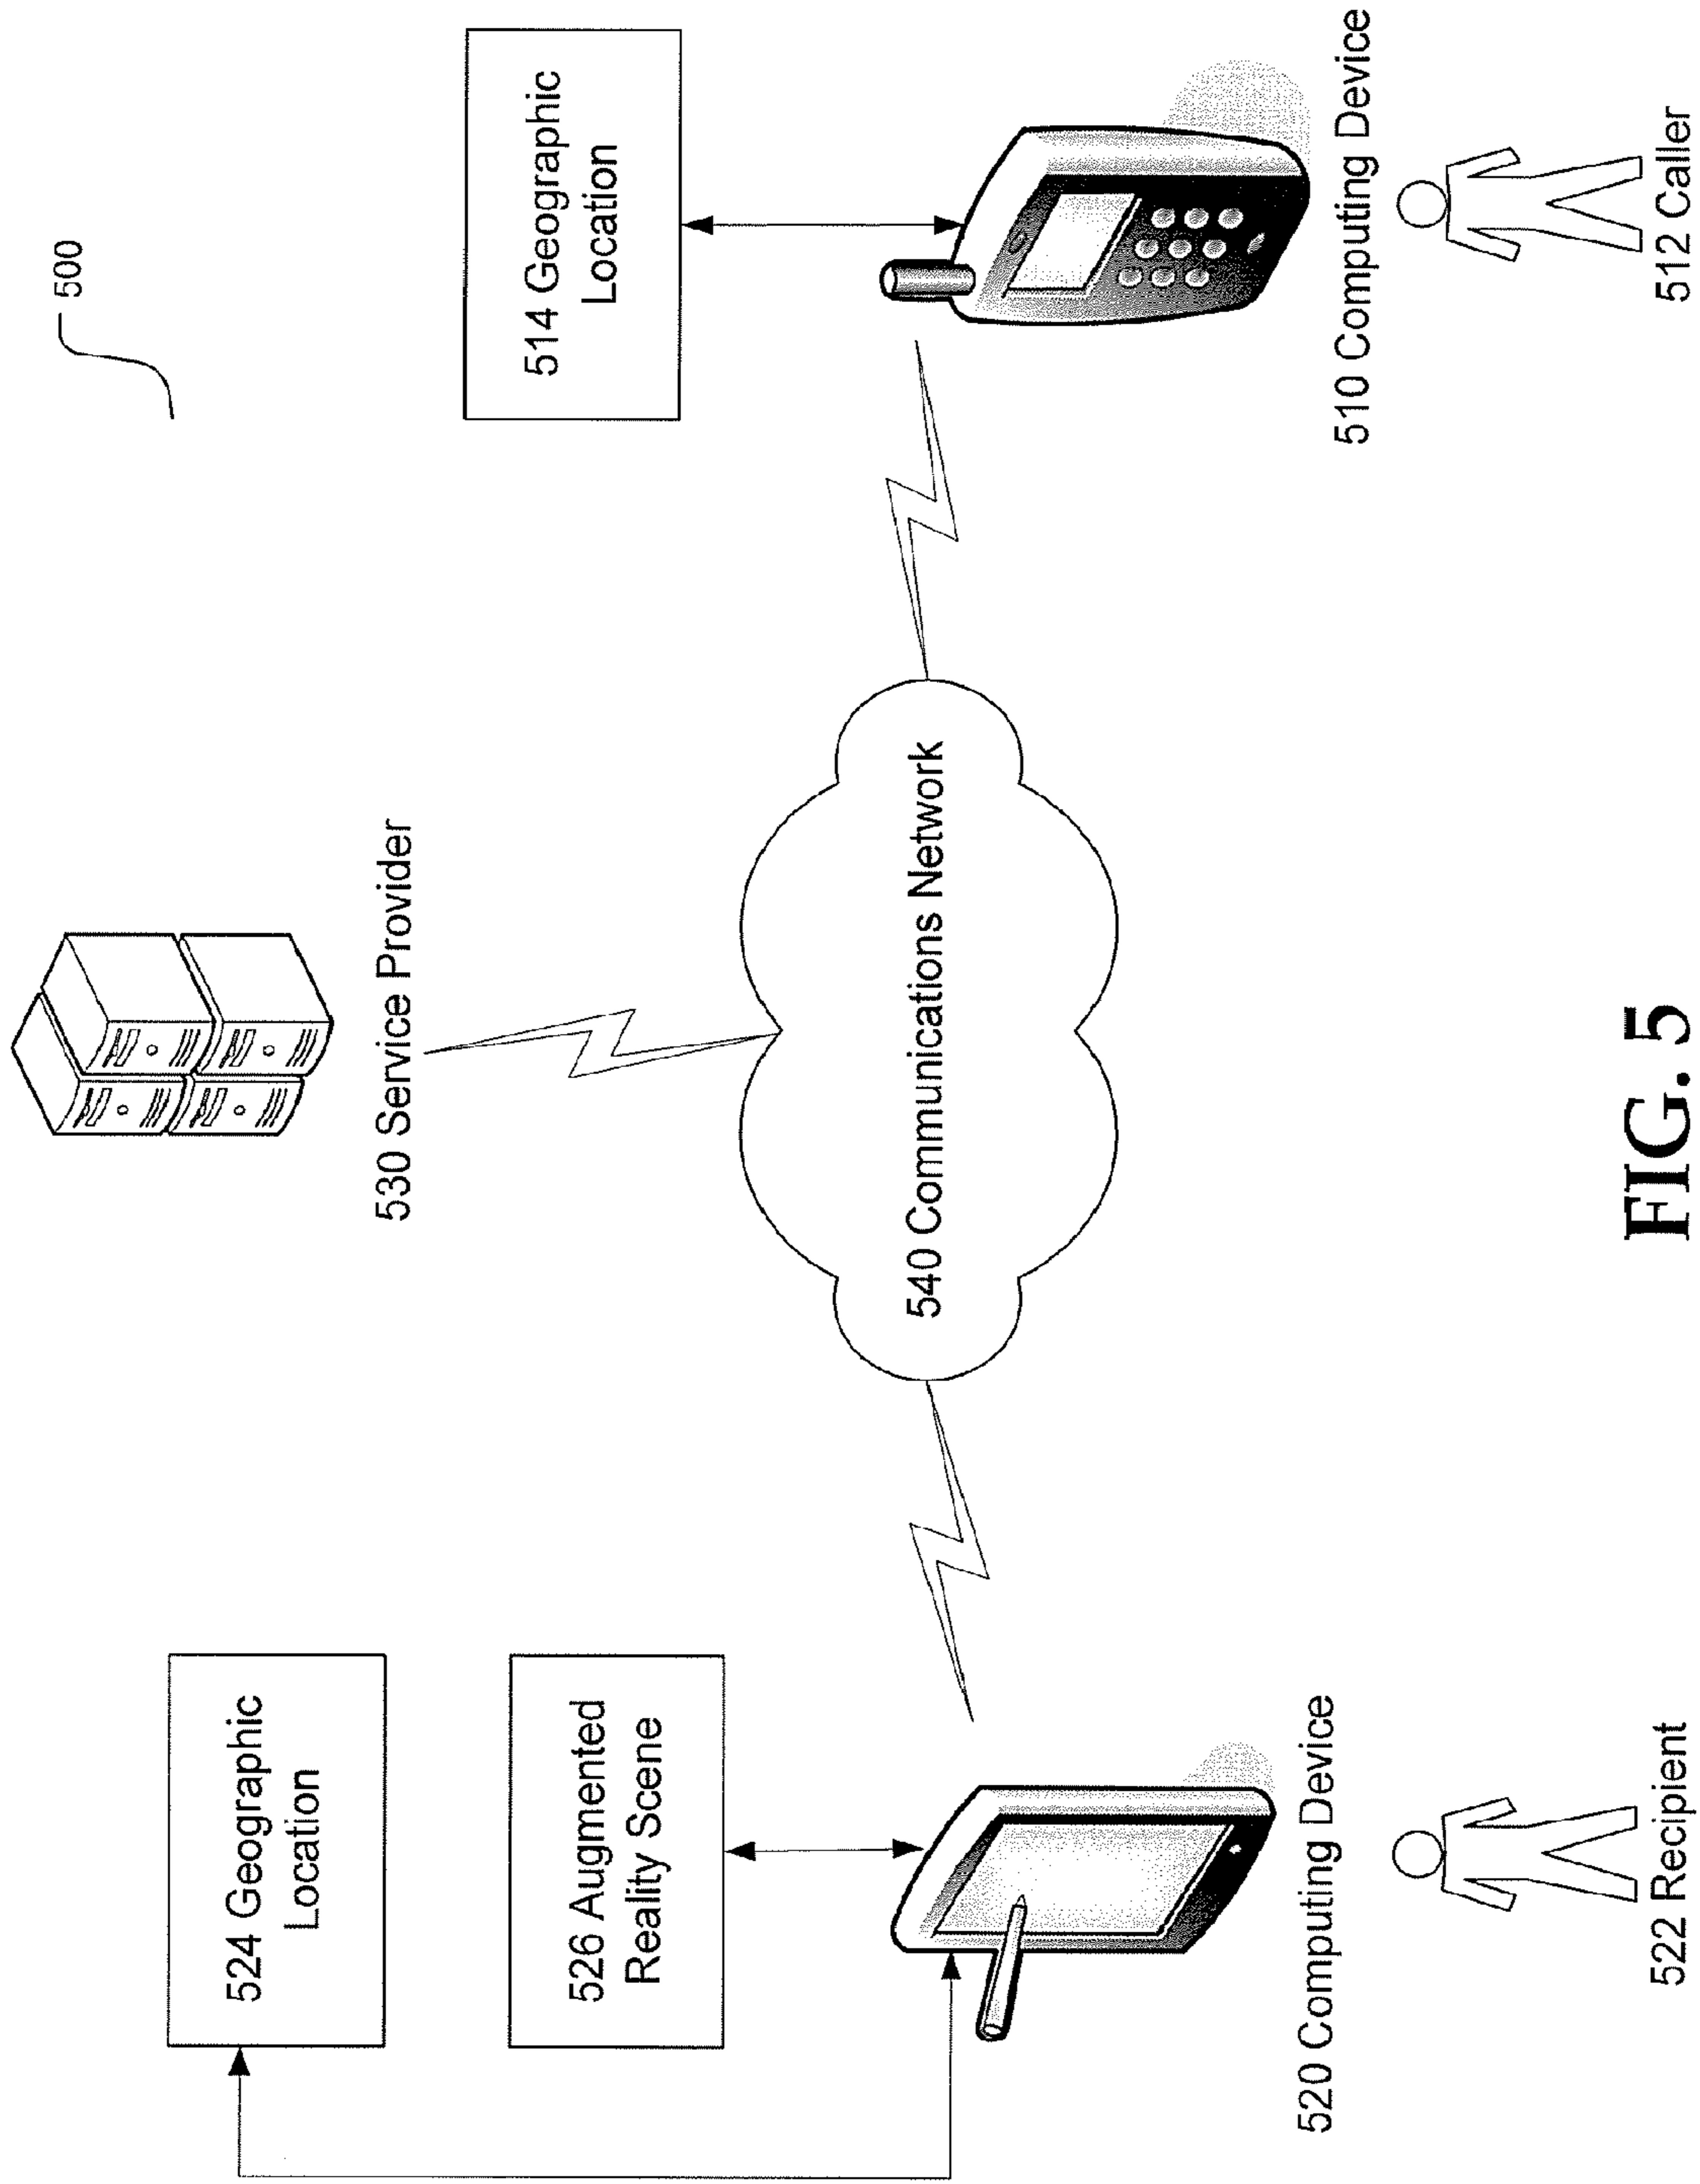 500
530 Service Provider
524 Geographic
Location
526 Augmented
Reality Scene
514 Geographic
Location
540 Communications Network
520 Computing Device
510 Computing Device
522 Recipient
512 Caller
FIG. 5